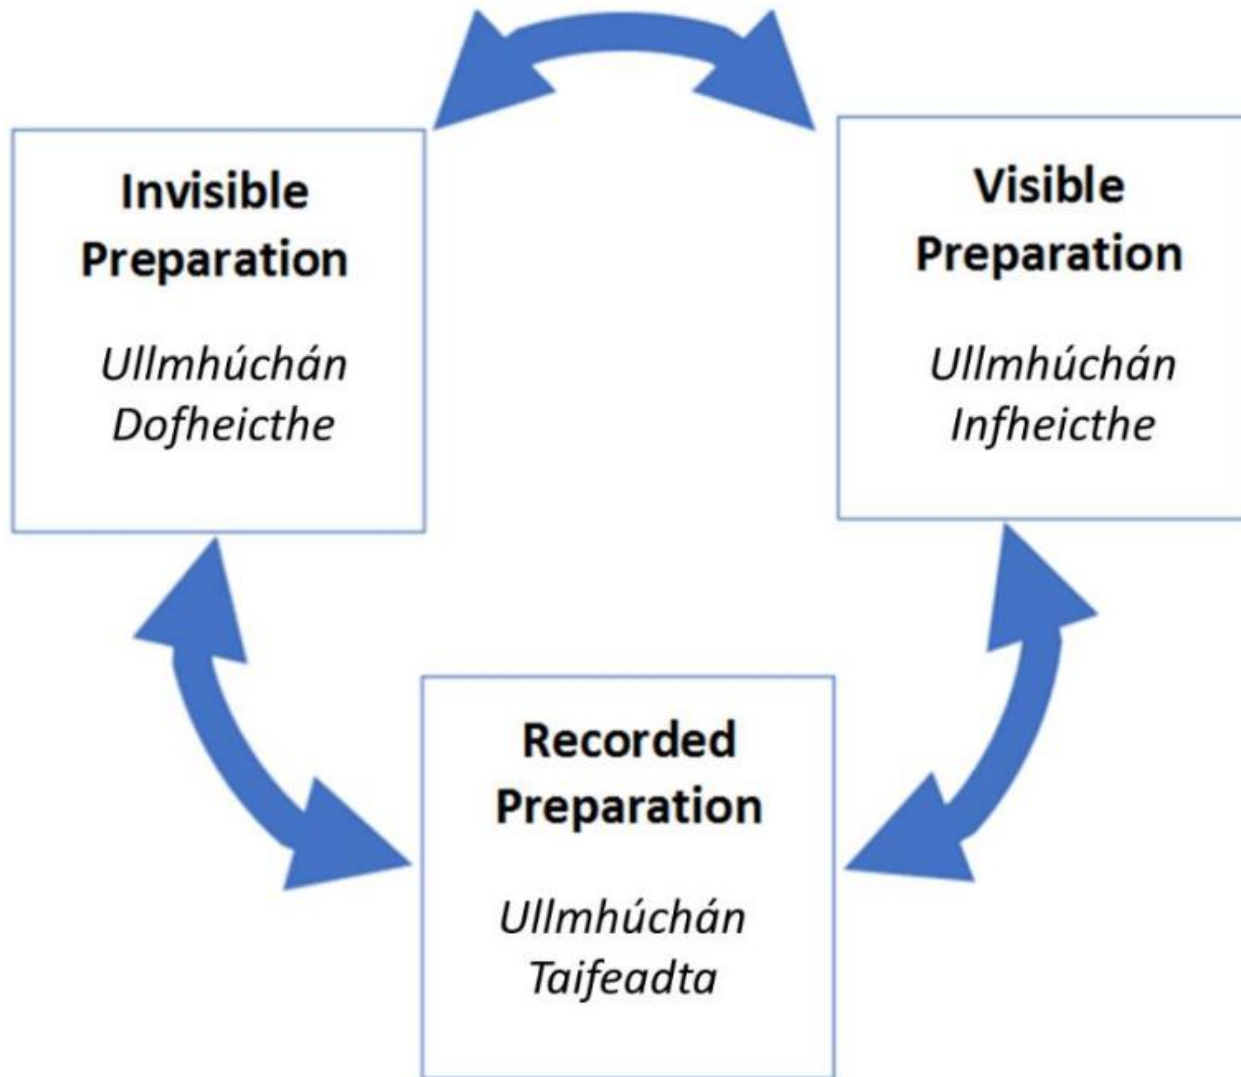 Invisible
Preparation
Ullmhúchán
Dofheicthe
Visible
Preparation
Ullmhúchán
Infheicthe
Recorded
Preparation
Ullmhúchán
Taifeadta